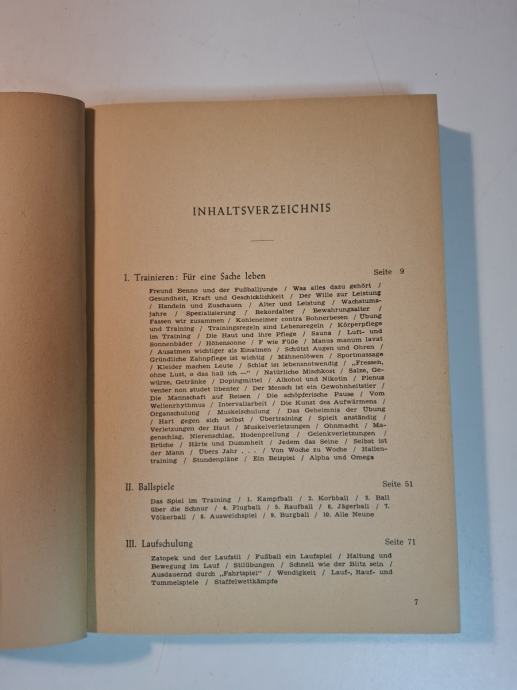 INHALTSVERZEICHNIS
I. Trainieren: Für eine Sache leben Seite 9
Freund Benno und der Fußballjunge / Was alles dazu gehört /
Gesundheit, Kraft und Geschicklichkeit / Der Wille zur Leistung
/ Handeln und Zuschauen / Alter und Leistung / Wachstums-
jahre / Spezialisierung / Rekordalter / Bewährungsalter /
Fassen wir zusammen / Kohleneimer contra Bohnerbesen / Übung
und Training / Trainingsregeln sind Lebensregeln / Körperpflege
im Training / Die Haut und ihre Pflege / Sauna / Luft- und
Sonnenbäder / Höhensonne / F wie Füße / Manus manum lavat
/ Ausatmen wichtiger als Einatmen / Schützt Augen und Ohren /
Gründliche Zahnpflege ist wichtig / Mähnenlöwen / Sportmassage
/ Kleider machen Leute / Schlaf ist lebensnotwendig / „Fressen,
ohne Lust, o das haß ich —" / Natürliche Mischkost / Salze, Ge-
würze, Getränke / Dopingmittel / Alkohol und Nikotin / Plenus
venter non studet libenter / Der Mensch ist ein Gewohnheitstier /
Die Mannschaft auf Reisen / Die schöpferische Pause / Vom
Wellenrhythmus / Intervallarbeit / Die Kunst des Aufwärmens /
Organschulung / Muskelschulung / Das Geheimnis der Übung
/ Hart gegen sich selbst / Übertraining / Spielt anständig /
Verletzungen der Haut / Muskelverletzungen / Ohnmacht / Ma-
genschlag, Nierenschlag, Hodenprellung / Gelenkverletzungen /
Brüche / Härte und Dummheit / Jedem das Seine / Selbst ist
der Mann / Übers Jahr . . . / Von Woche zu Woche / Hallen-
training / Stundenpläne / Ein Beispiel / Alpha und Omega
II. Ballspiele Seite 51
Das Spiel im Training / 1. Kampfball / 2. Korbball / 3. Ball
über die Schnur / 4. Flugball / 5. Raufball / 6. Jägerball / 7.
Völkerball / 8. Ausweichspiel / 9. Burgball / 10. Alle Neune
III. Laufschulung Seite 71
Zatopek und der Laufstil / Fußball ein Laufspiel / Haltung und
Bewegung im Lauf / Stilübungen / Schnell wie der Blitz sein /
Ausdauernd durch „Fahrtspiel" / Wendigkeit / Lauf-, Rauf- und
Tummelspiele / Staffelwettkämpfe
7